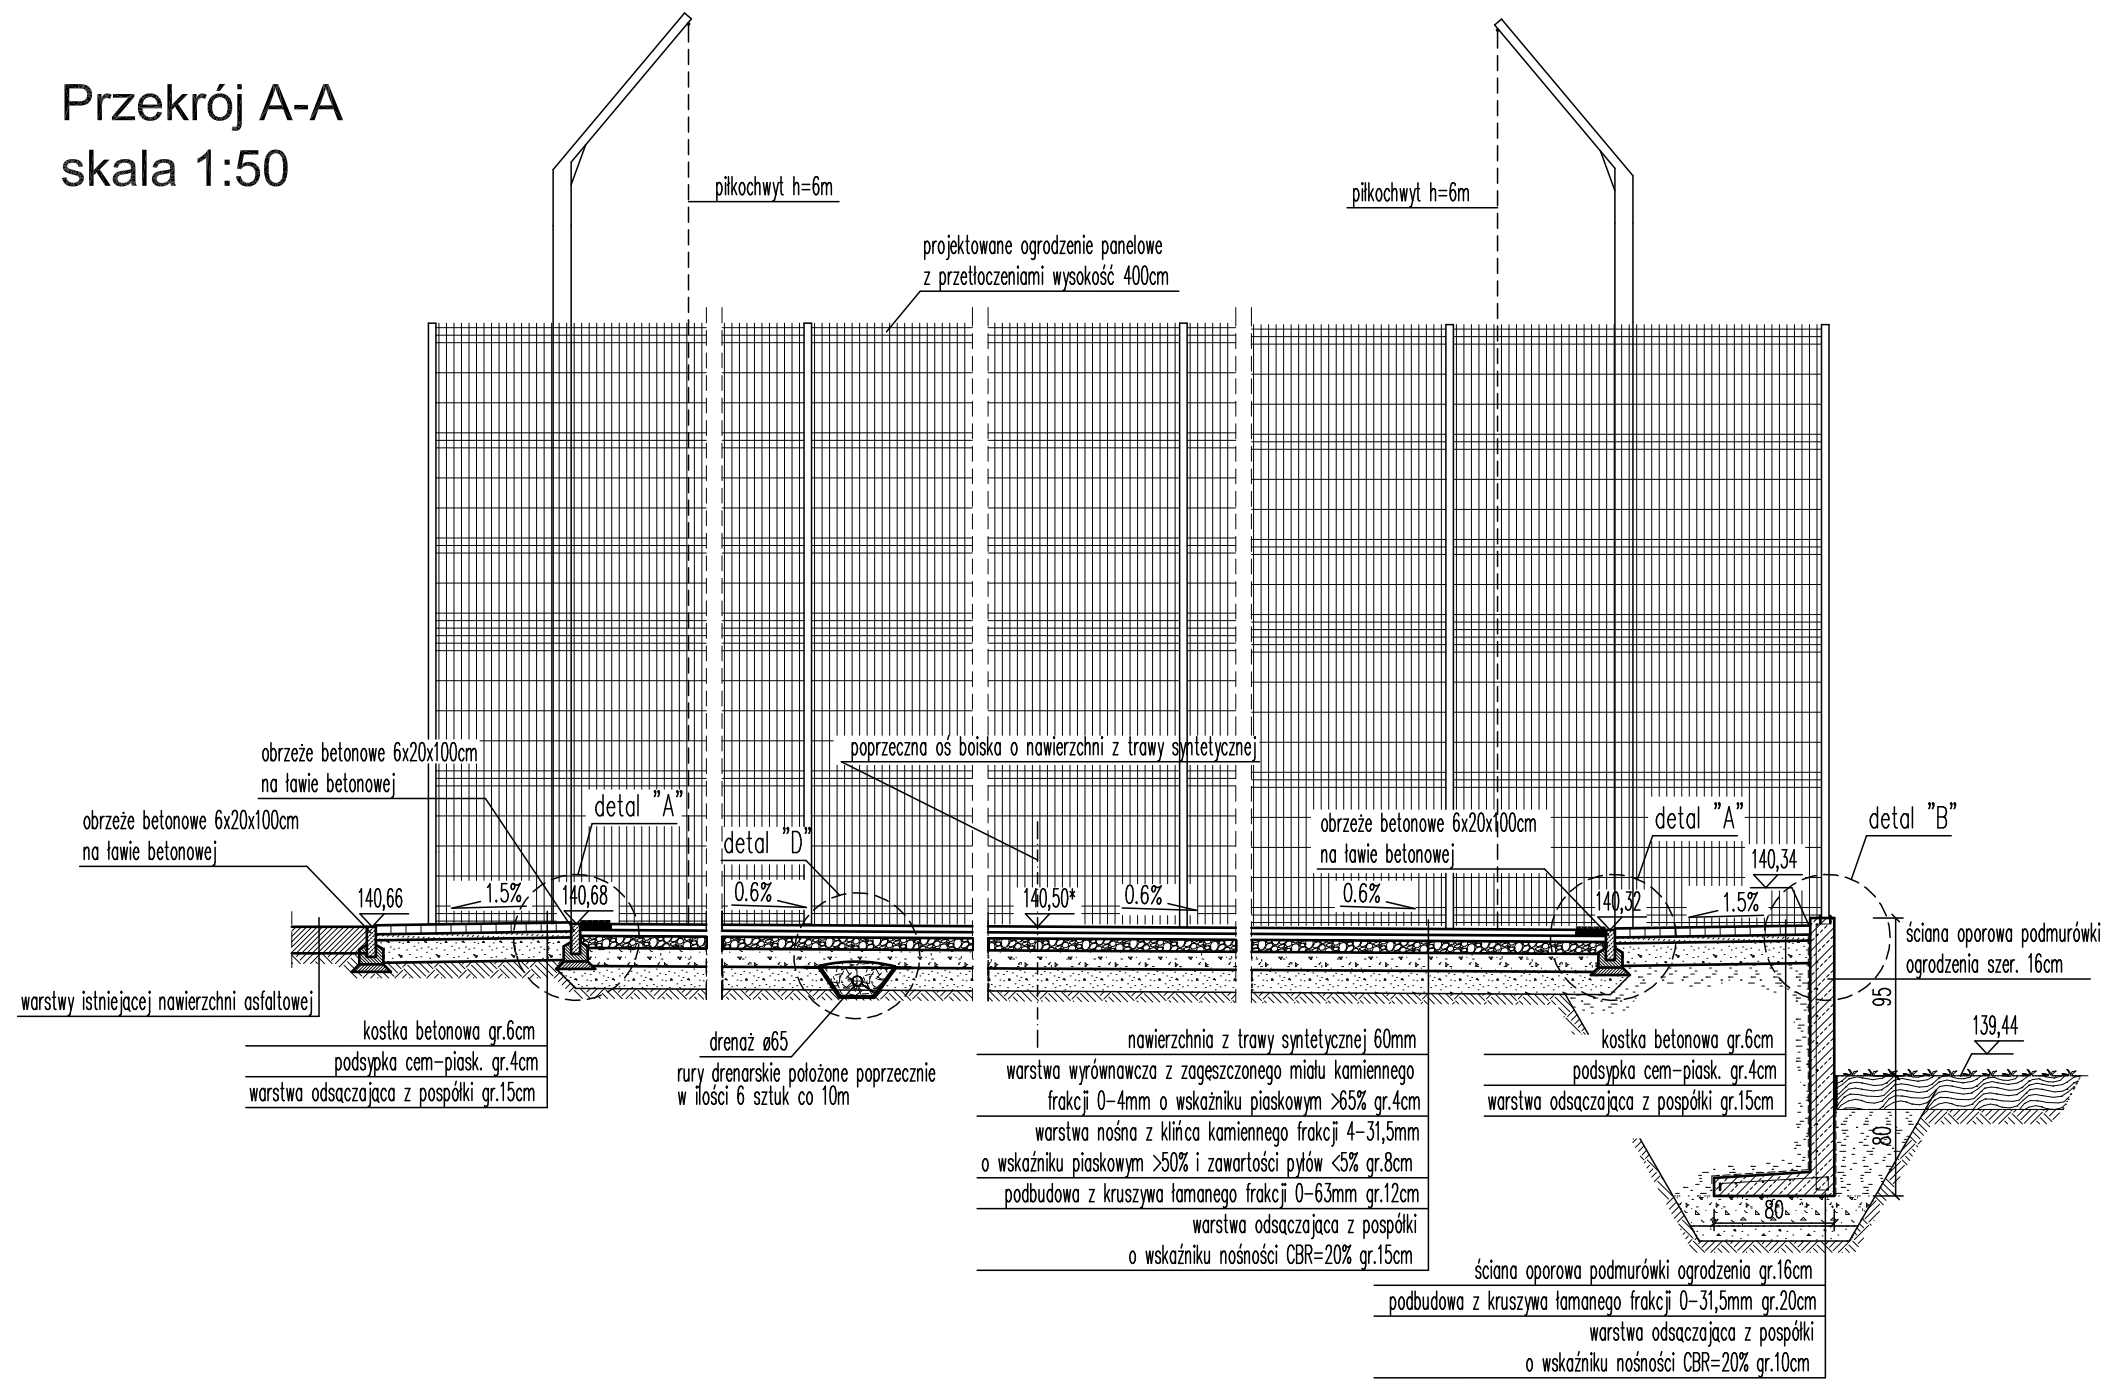 Przekrój A-A
skala 1:50
piłkochwyt h=6m
piłkochwyt h=6m
projektowane ogrodzenie panelowe
z przetłoczeniami wysokość 400cm
poprzeczna oś boiska o nawierzchni z trawy syntetycznej
obrzeże betonowe 6x20x100cm
na ławie betonowej
obrzeże betonowe 6x20x100cm
na ławie betonowej
detal "A"
detal "D"
obrzeże betonowe 6x20x100cm
na ławie betonowej
detal "A"
detal "B"
140,34
140,66
1.5%
140,68
0.6%
140,50*
0.6%
0.6%
140,32
1.5%
ściana oporowa podmurówki
ogrodzenia szer. 16cm
95
139,44
80
80
warstwy istniejącej nawierzchni asfaltowej
kostka betonowa gr.6cm
podsypka cem-piask. gr.4cm
warstwa odsączająca z pospółki gr.15cm
drenaż ø65
rury drenarskie położone poprzecznie
w ilości 6 sztuk co 10m
nawierzchnia z trawy syntetycznej 60mm
warstwa wyrównawcza z zagęszczonego miału kamiennego
frakcji 0-4mm o wskaźniku piaskowym >65% gr.4cm
warstwa nośna z klińca kamiennego frakcji 4-31,5mm
o wskaźniku piaskowym >50% i zawartości pyłów <5% gr.8cm
podbudowa z kruszywa łamanego frakcji 0-63mm gr.12cm
warstwa odsączająca z pospółki
o wskaźniku nośności CBR=20% gr.15cm
kostka betonowa gr.6cm
podsypka cem-piask. gr.4cm
warstwa odsączająca z pospółki gr.15cm
ściana oporowa podmurówki ogrodzenia gr.16cm
podbudowa z kruszywa łamanego frakcji 0-31,5mm gr.20cm
warstwa odsączająca z pospółki
o wskaźniku nośności CBR=20% gr.10cm